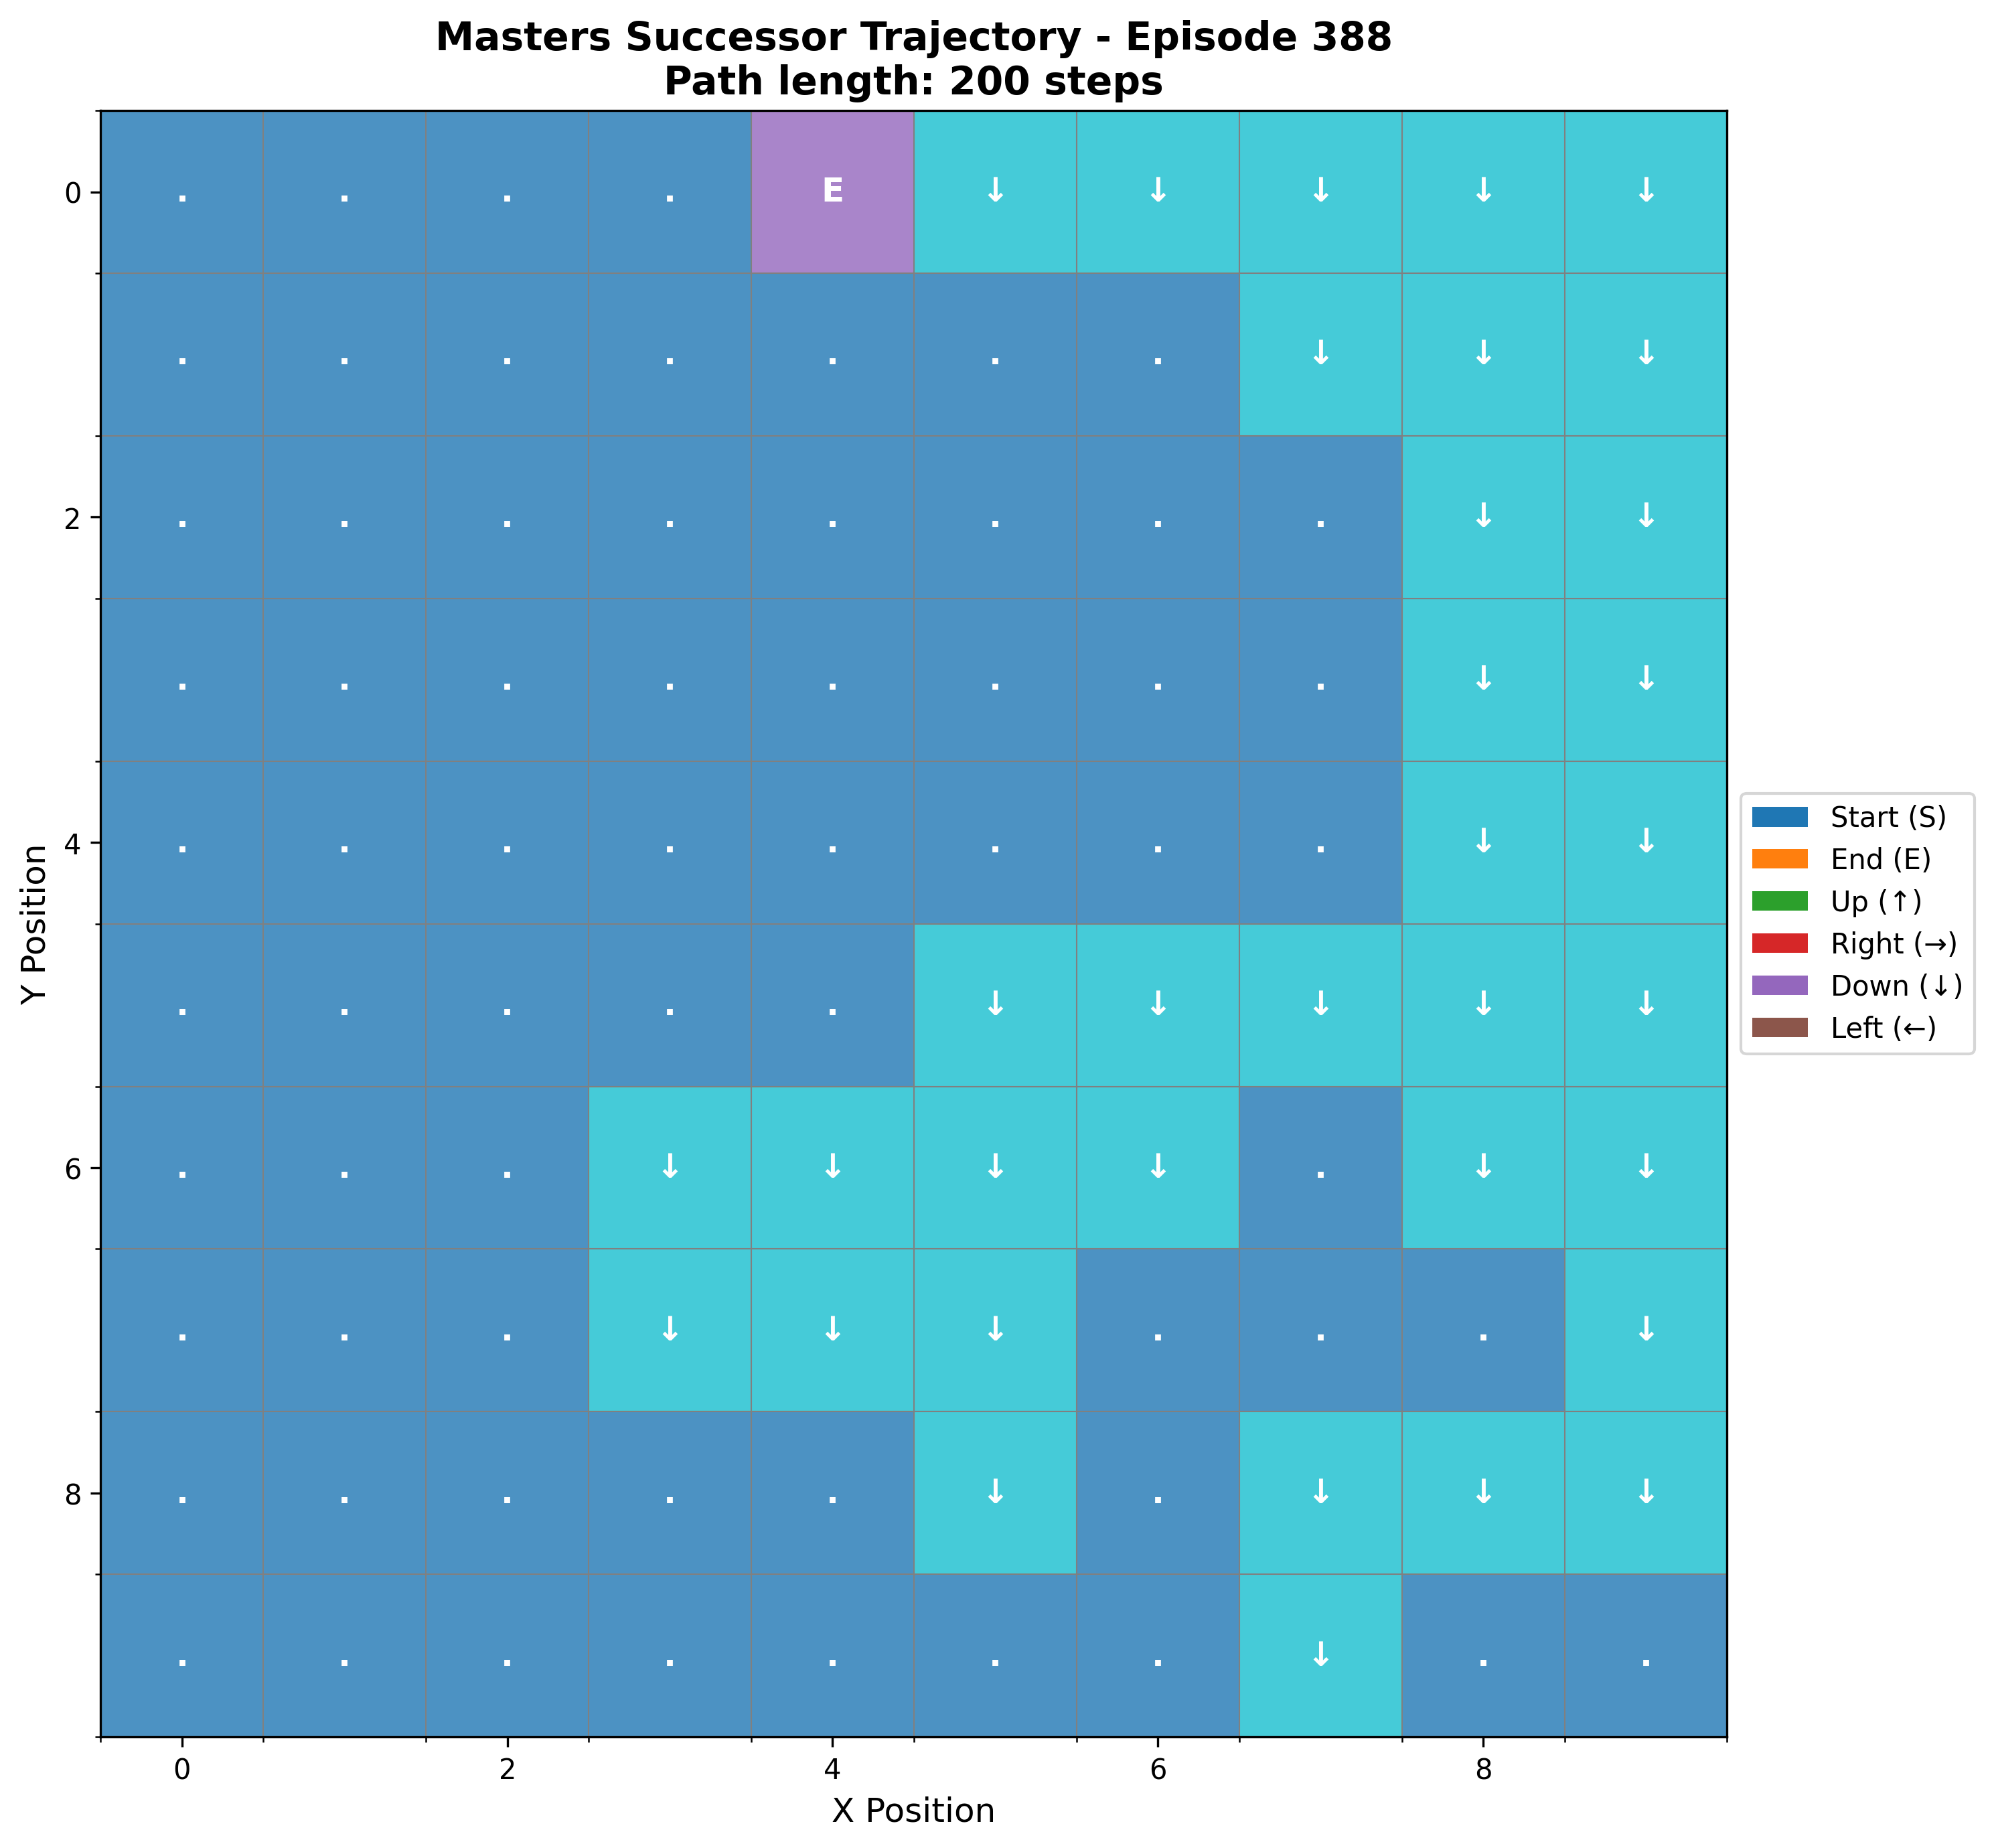 Masters Successor Trajectory - Episode 388
Path length: 200 steps
0 . . . . E ↓ ↓ ↓ ↓ ↓
. . . . . . . ↓ ↓ ↓
2 . . . . . . . . ↓ ↓
. . . . . . . . ↓ ↓
4 . . . . . . . . ↓ ↓
. . . . . ↓ ↓ ↓ ↓ ↓
6 . . . ↓ ↓ ↓ ↓ . ↓ ↓
. . . ↓ ↓ ↓ . . . ↓
8 . . . . . ↓ . ↓ ↓ ↓
. . . . . . . ↓ . .
0 2 4 6 8
X Position
Y Position
Start (S)
End (E)
Up (↑)
Right (→)
Down (↓)
Left (←)